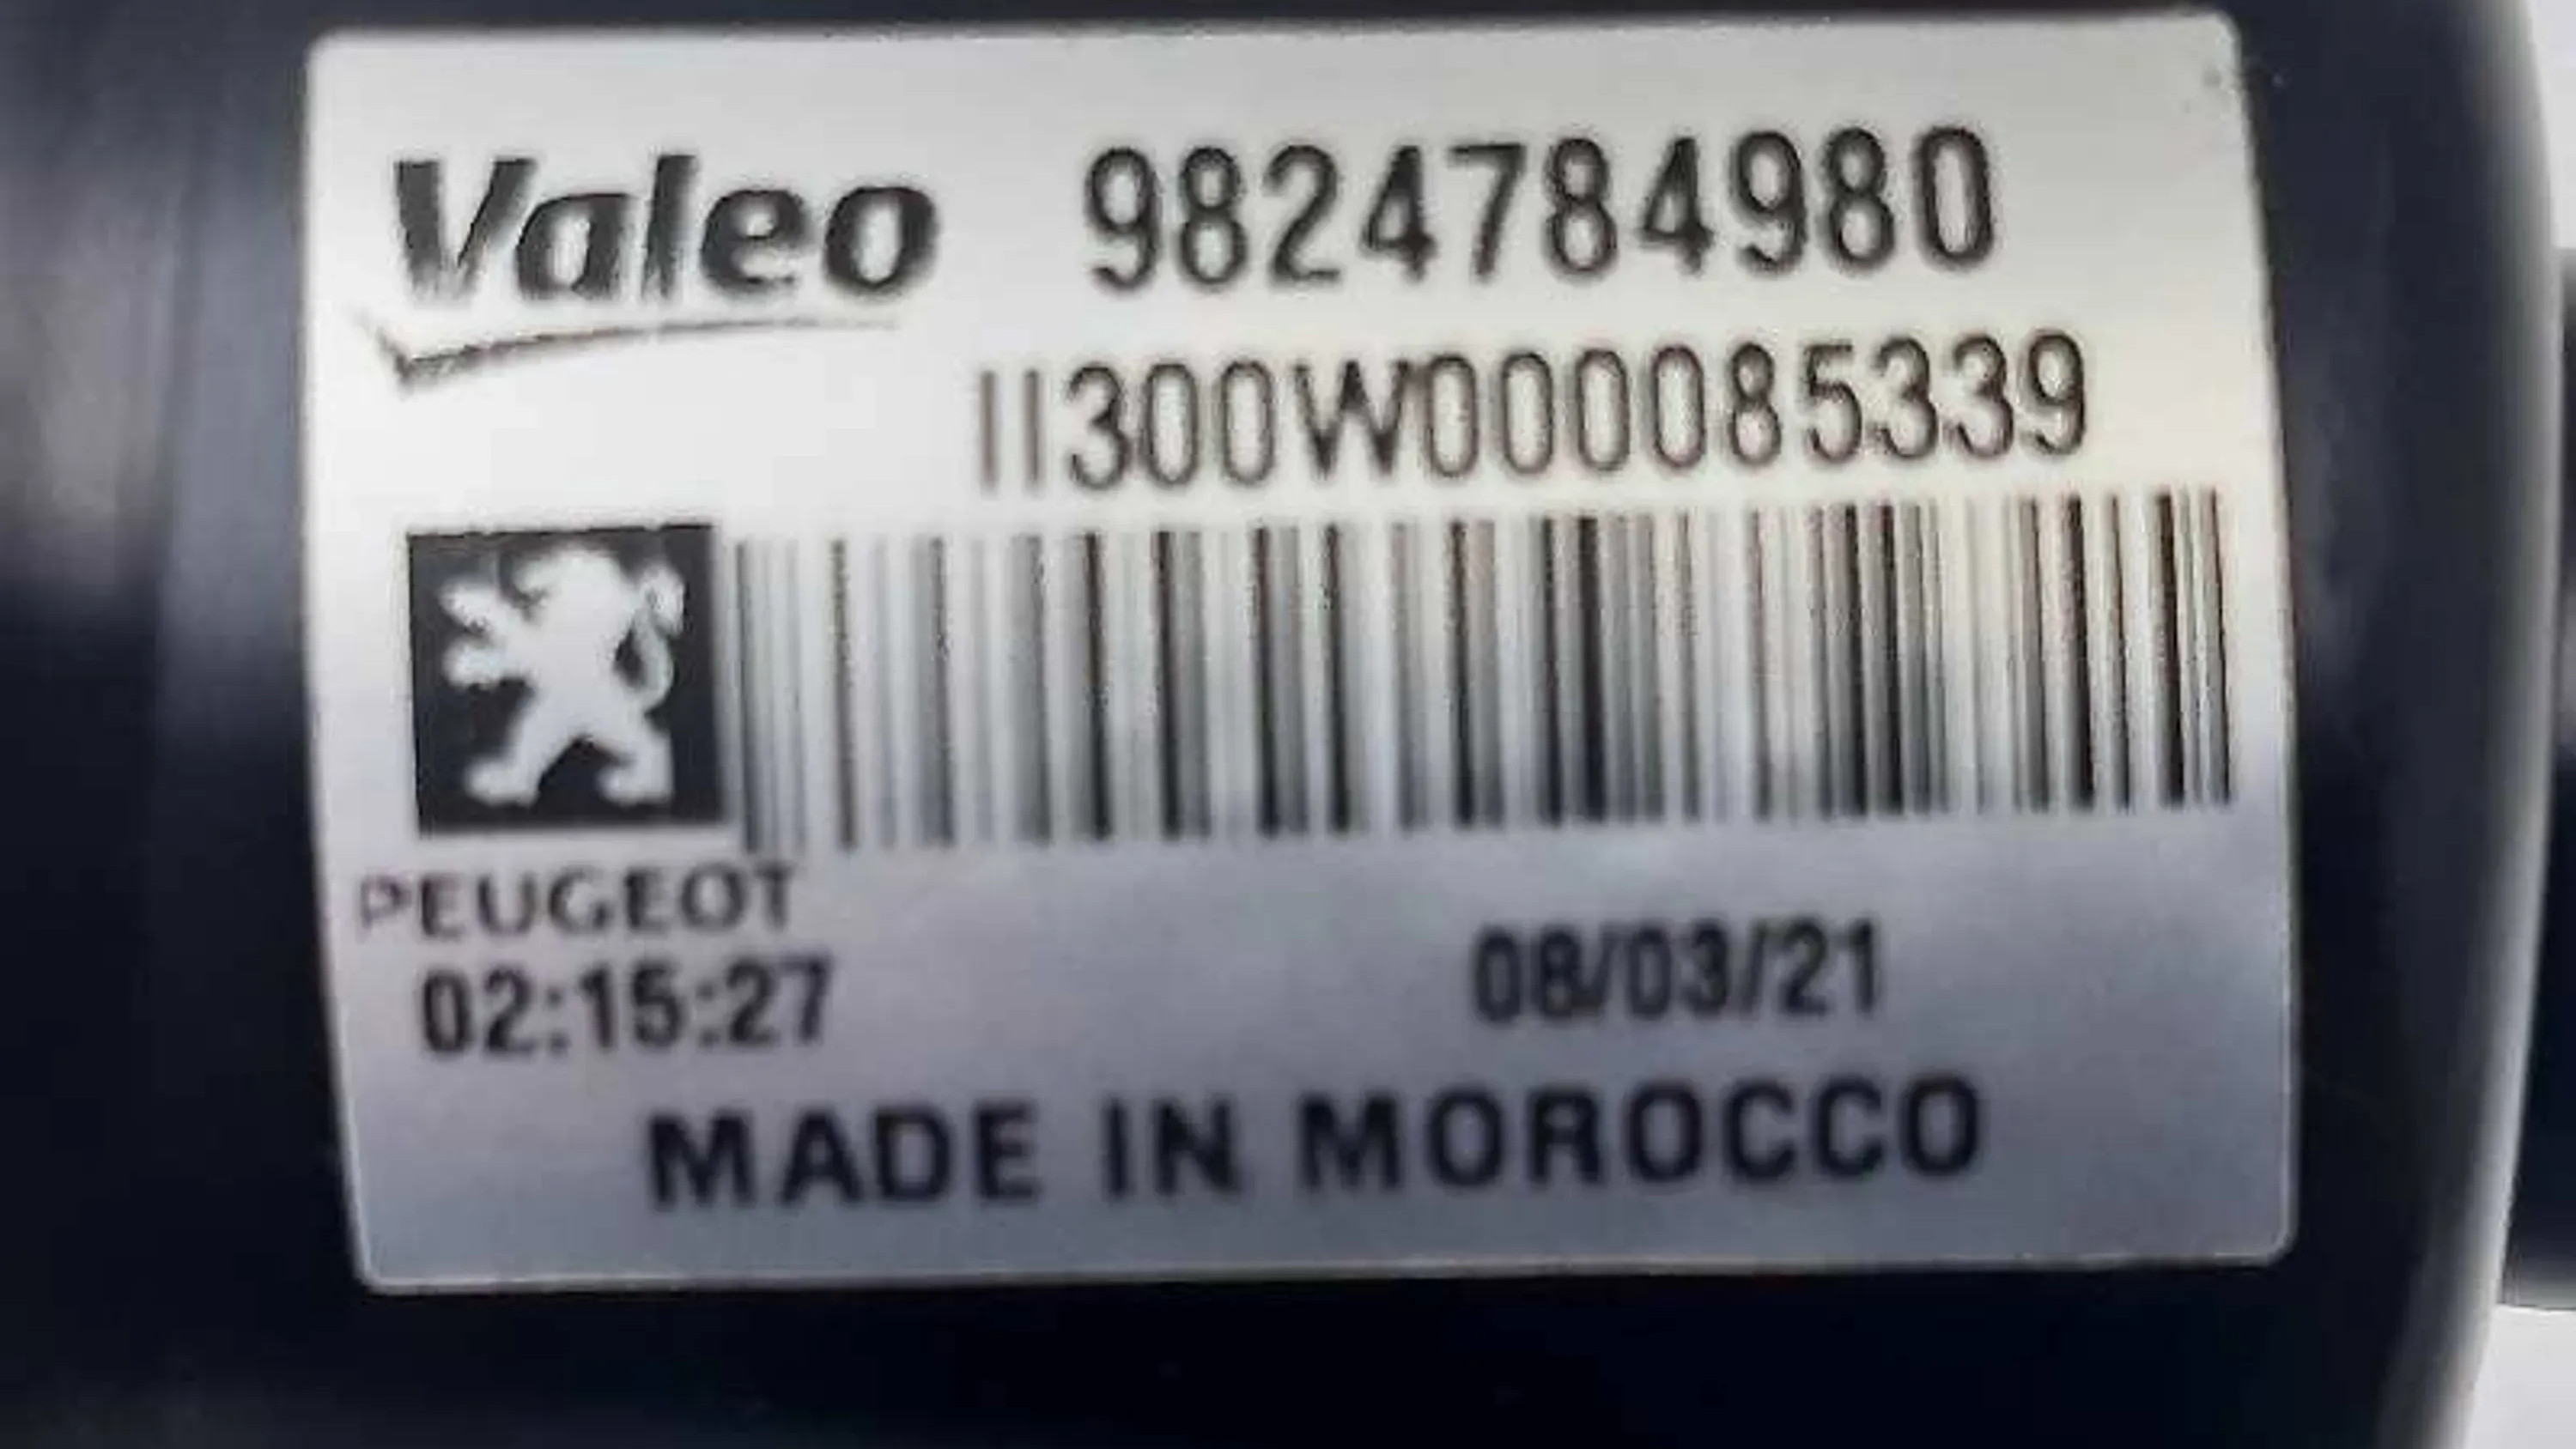 Valeo 9824784980
II300W000085339
PEUGEOT
02:15:27 08/03/21
MADE IN MOROCCO